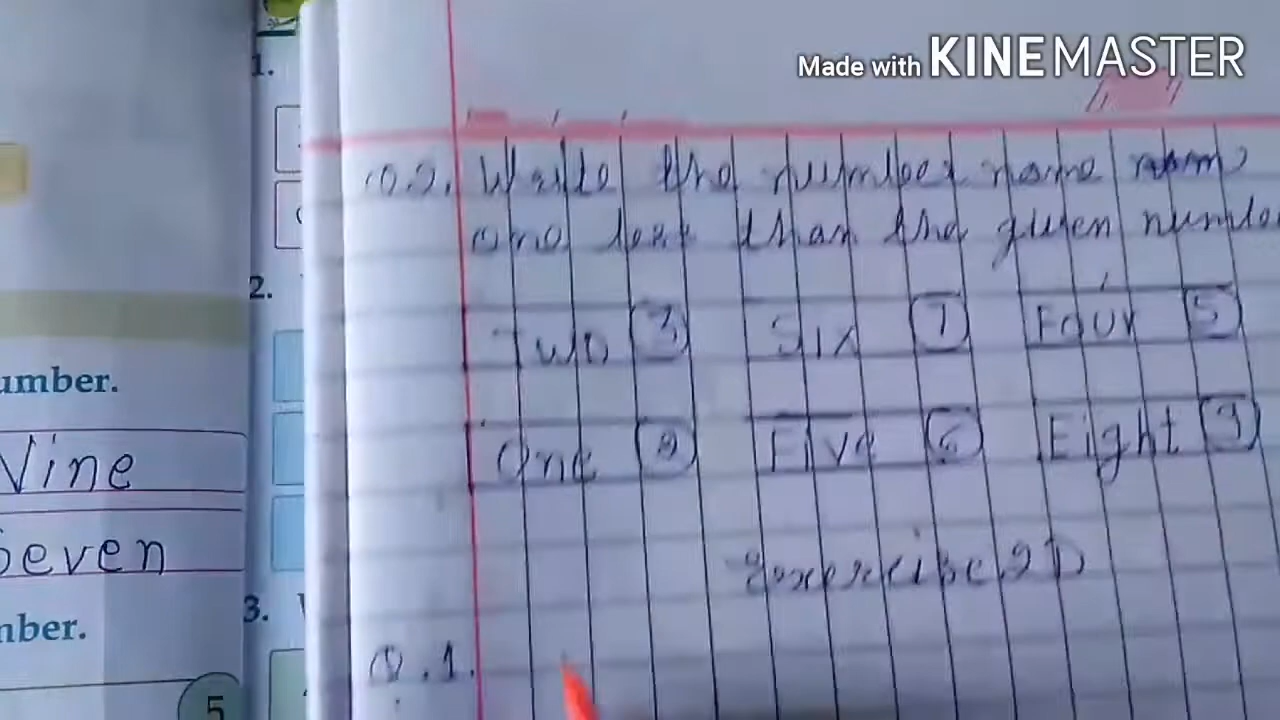 Made with KINEMASTER
umber.
Nine
Seven
mber.
5
1.
2.
3.
Q.2. Write the number name
one less than the given numbe
Two 3 Six 7 Four 5
One 2 Five 6 Eight 9
Exercise 2D
Q.1.